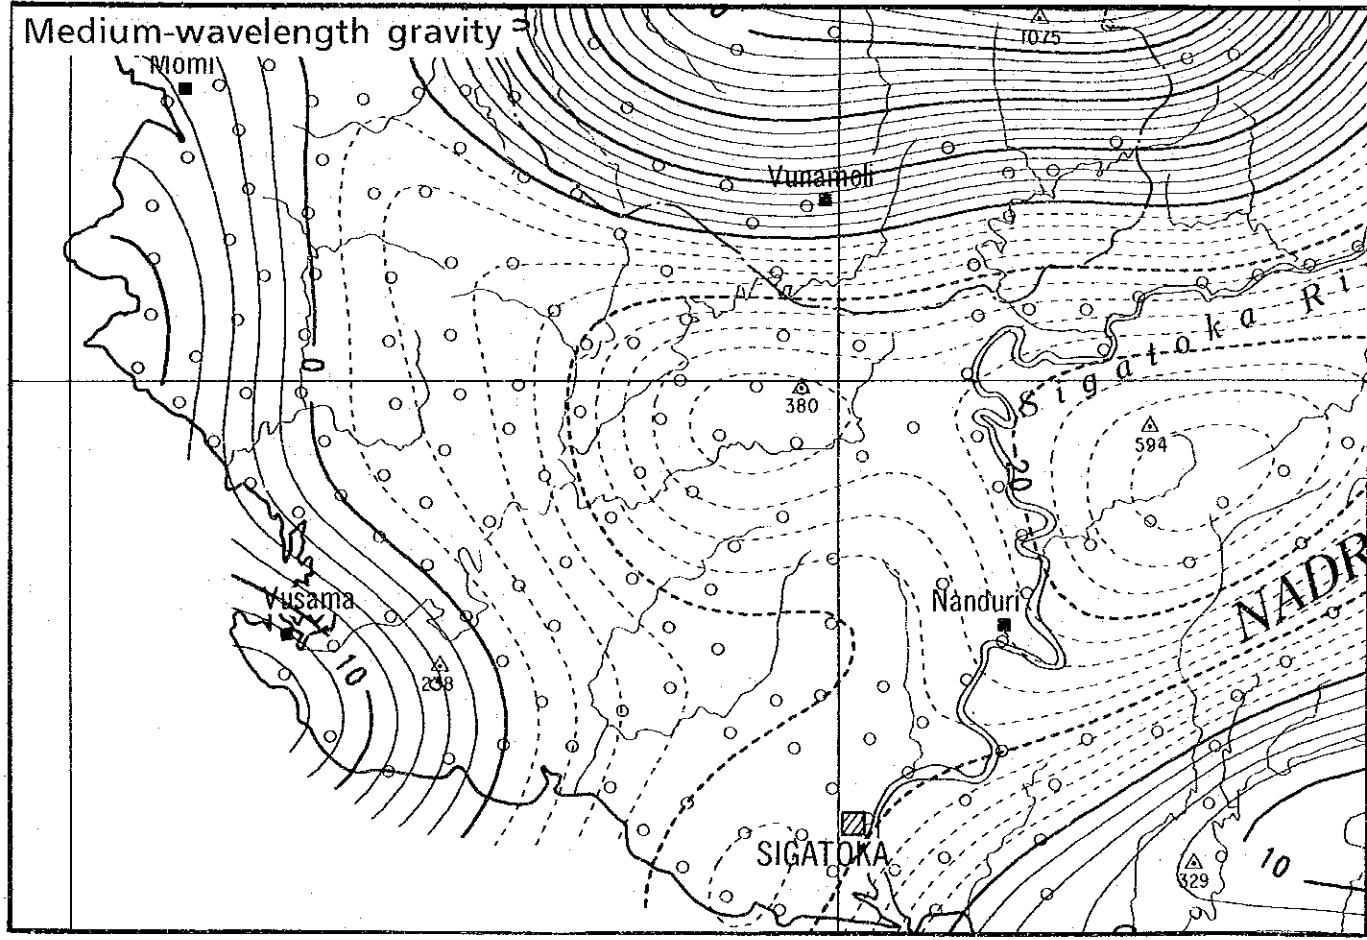 Medium-wavelength gravity
Momi
1075
Vunamoli
Sigatoka Ri
0
380
594
20
NADR
Nanduri
Vusama
10
238
SIGATOKA
329
10
0